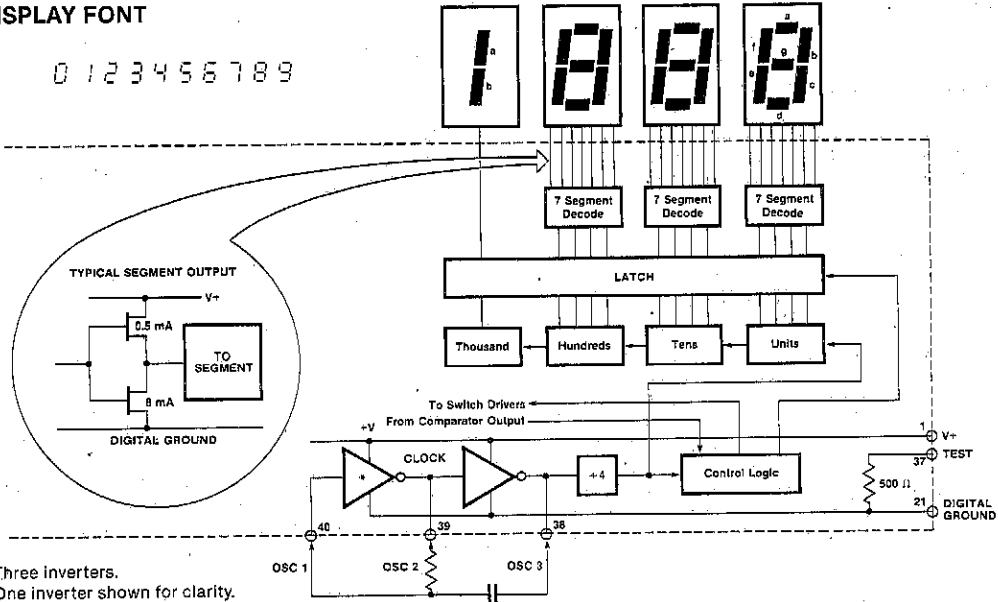 ISPLAY FONT
0 1 2 3 4 5 6 7 8 9
a
b
a
f
g
b
e
c
d
7 Segment
Decode
7 Segment
Decode
7 Segment
Decode
TYPICAL SEGMENT OUTPUT
V+
0.5 mA
TO
SEGMENT
8 mA
DIGITAL GROUND
LATCH
Thousand
Hundreds
Tens
Units
To Switch Drivers
From Comparator Output
+V
CLOCK
*
÷4
Control Logic
1
V+
37
TEST
500 Ω
21
DIGITAL
GROUND
40
39
38
OSC 1
OSC 2
OSC 3
Three inverters.
One inverter shown for clarity.